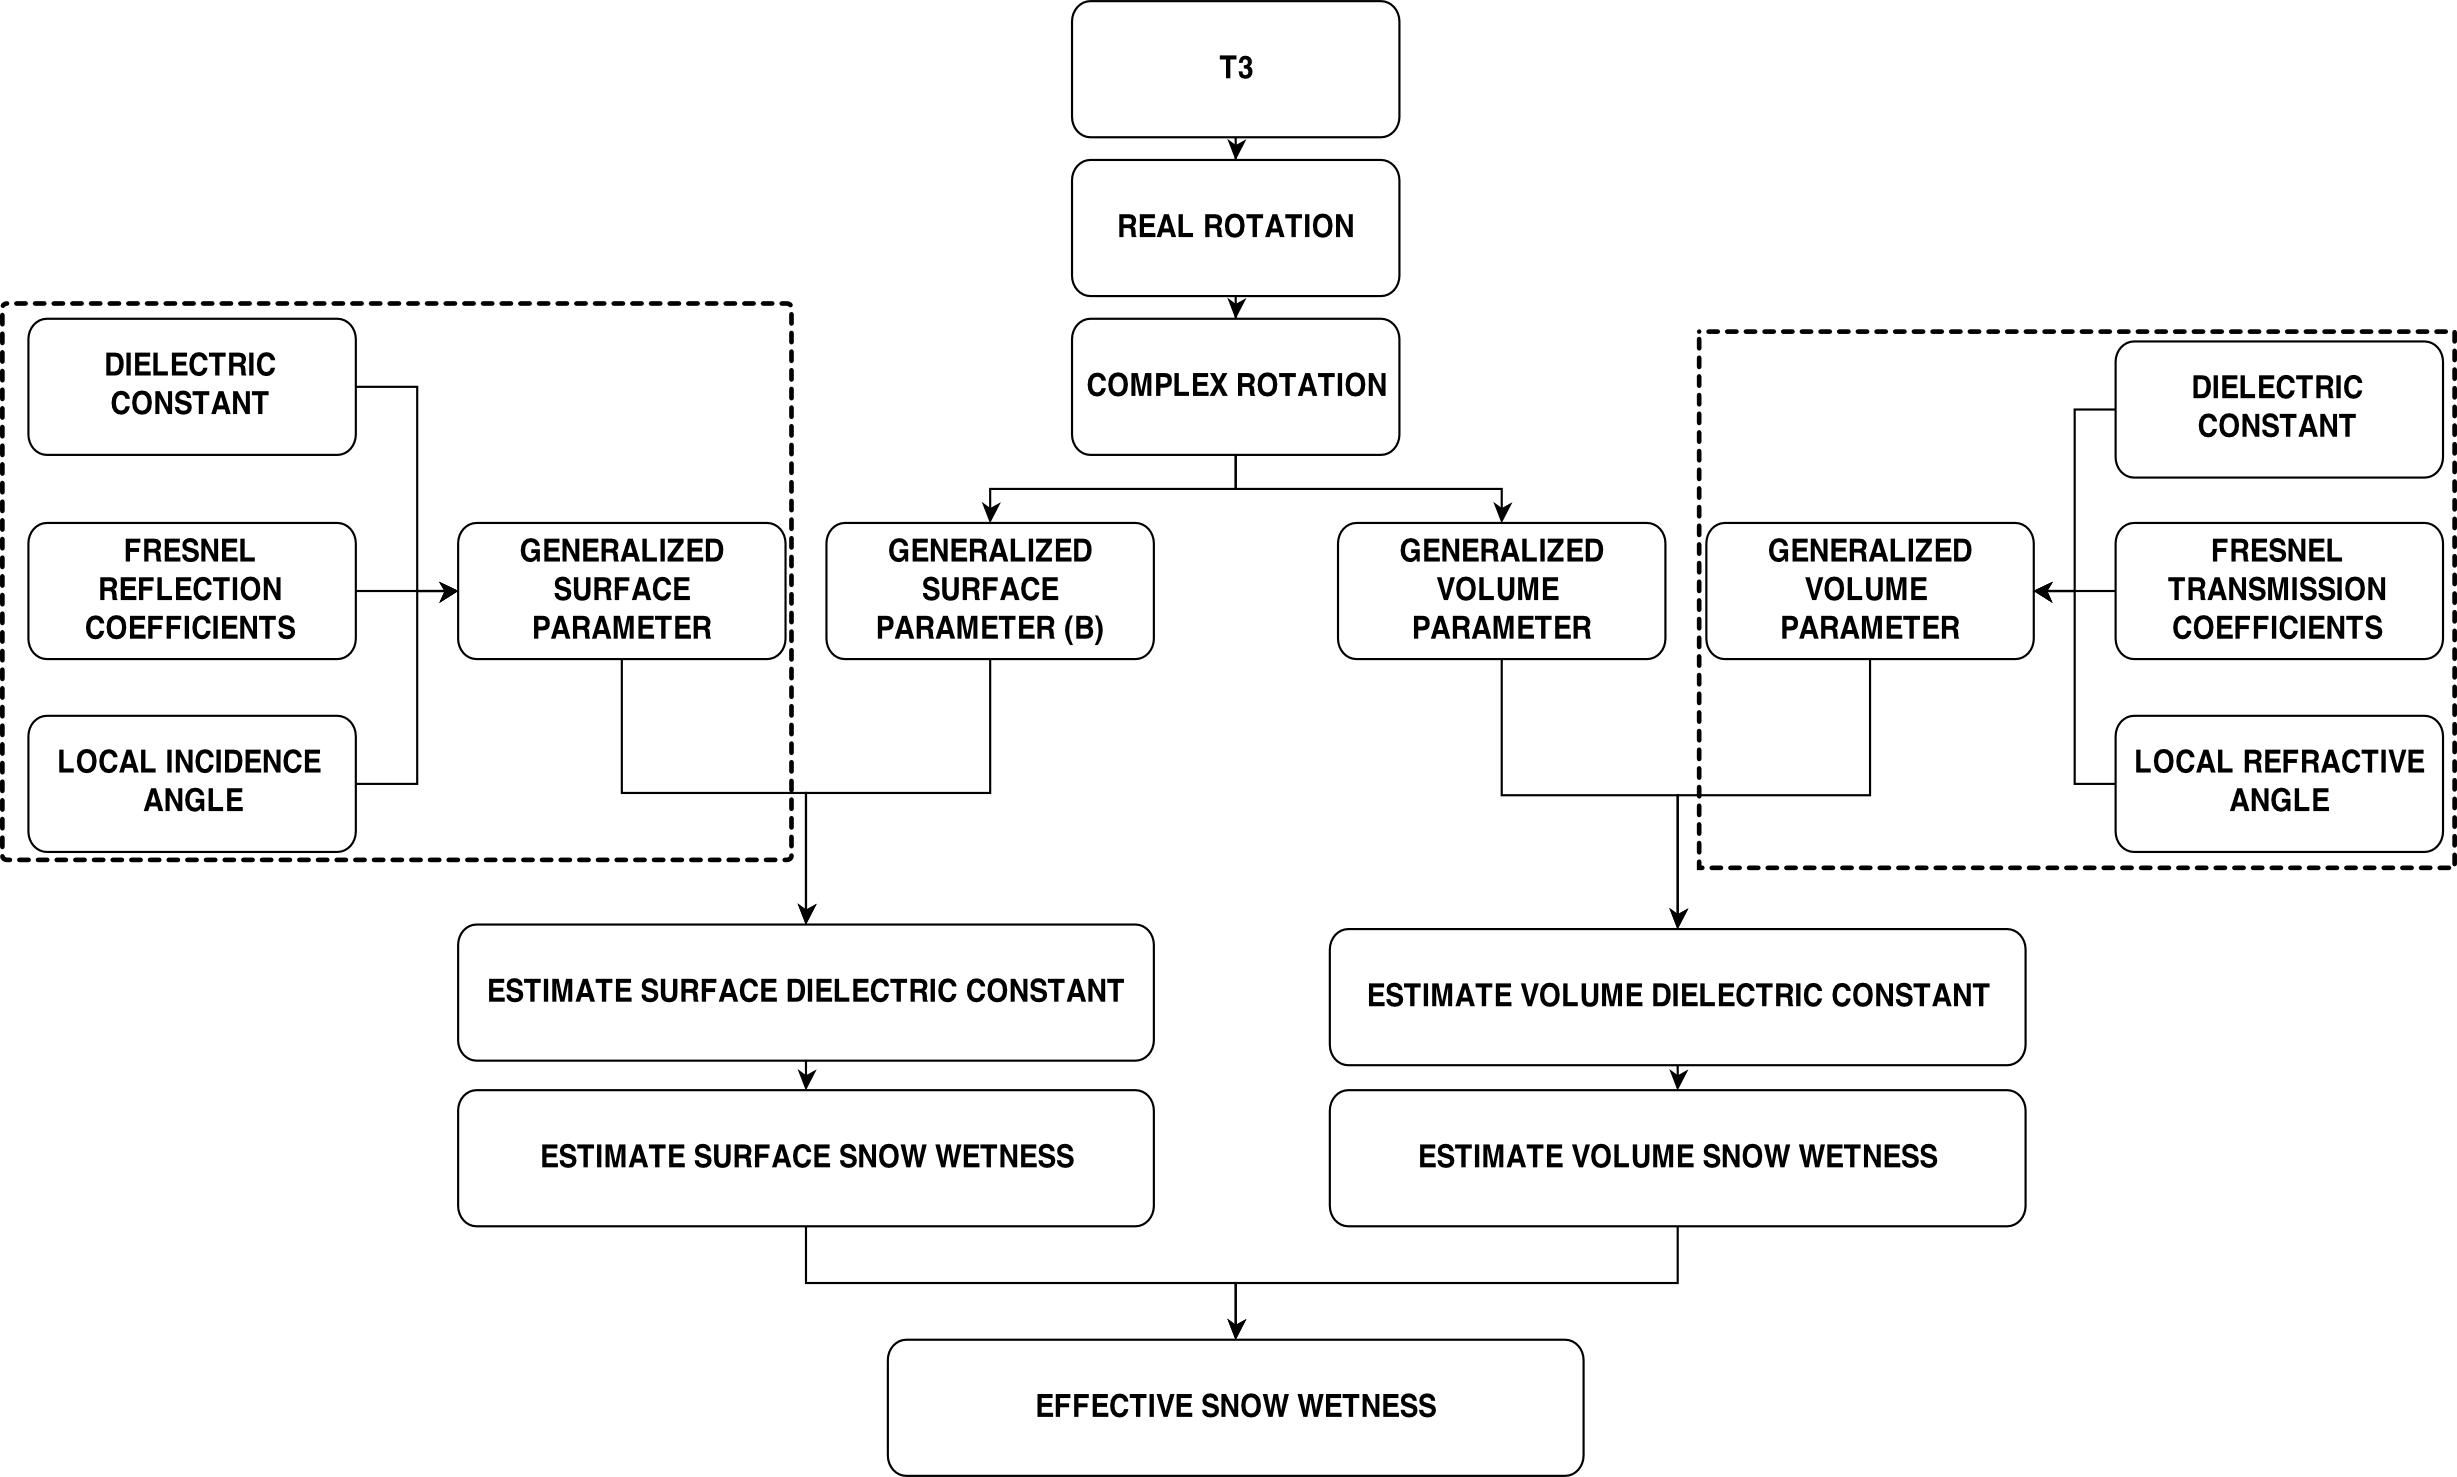 T3
REAL ROTATION
COMPLEX ROTATION
DIELECTRIC
CONSTANT
FRESNEL
REFLECTION
COEFFICIENTS
LOCAL INCIDENCE
ANGLE
GENERALIZED
SURFACE
PARAMETER
GENERALIZED
SURFACE
PARAMETER (B)
GENERALIZED
VOLUME
PARAMETER
GENERALIZED
VOLUME
PARAMETER
DIELECTRIC
CONSTANT
FRESNEL
TRANSMISSION
COEFFICIENTS
LOCAL REFRACTIVE
ANGLE
ESTIMATE SURFACE DIELECTRIC CONSTANT
ESTIMATE VOLUME DIELECTRIC CONSTANT
ESTIMATE SURFACE SNOW WETNESS
ESTIMATE VOLUME SNOW WETNESS
EFFECTIVE SNOW WETNESS